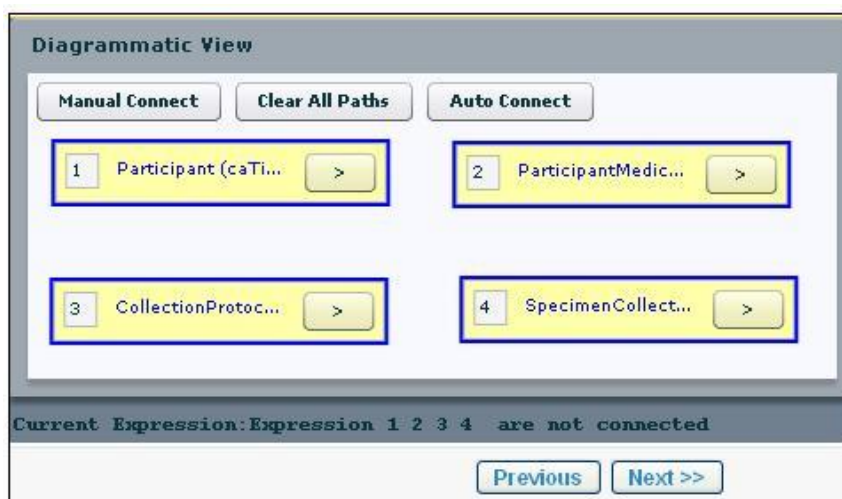 Diagrammatic View
Manual Connect Clear All Paths Auto Connect
1 Participant (caTi... >
2 ParticipantMedic... >
3 CollectionProtoc... >
4 SpecimenCollect... >
Current Expression:Expression 1 2 3 4 are not connected
Previous Next >>